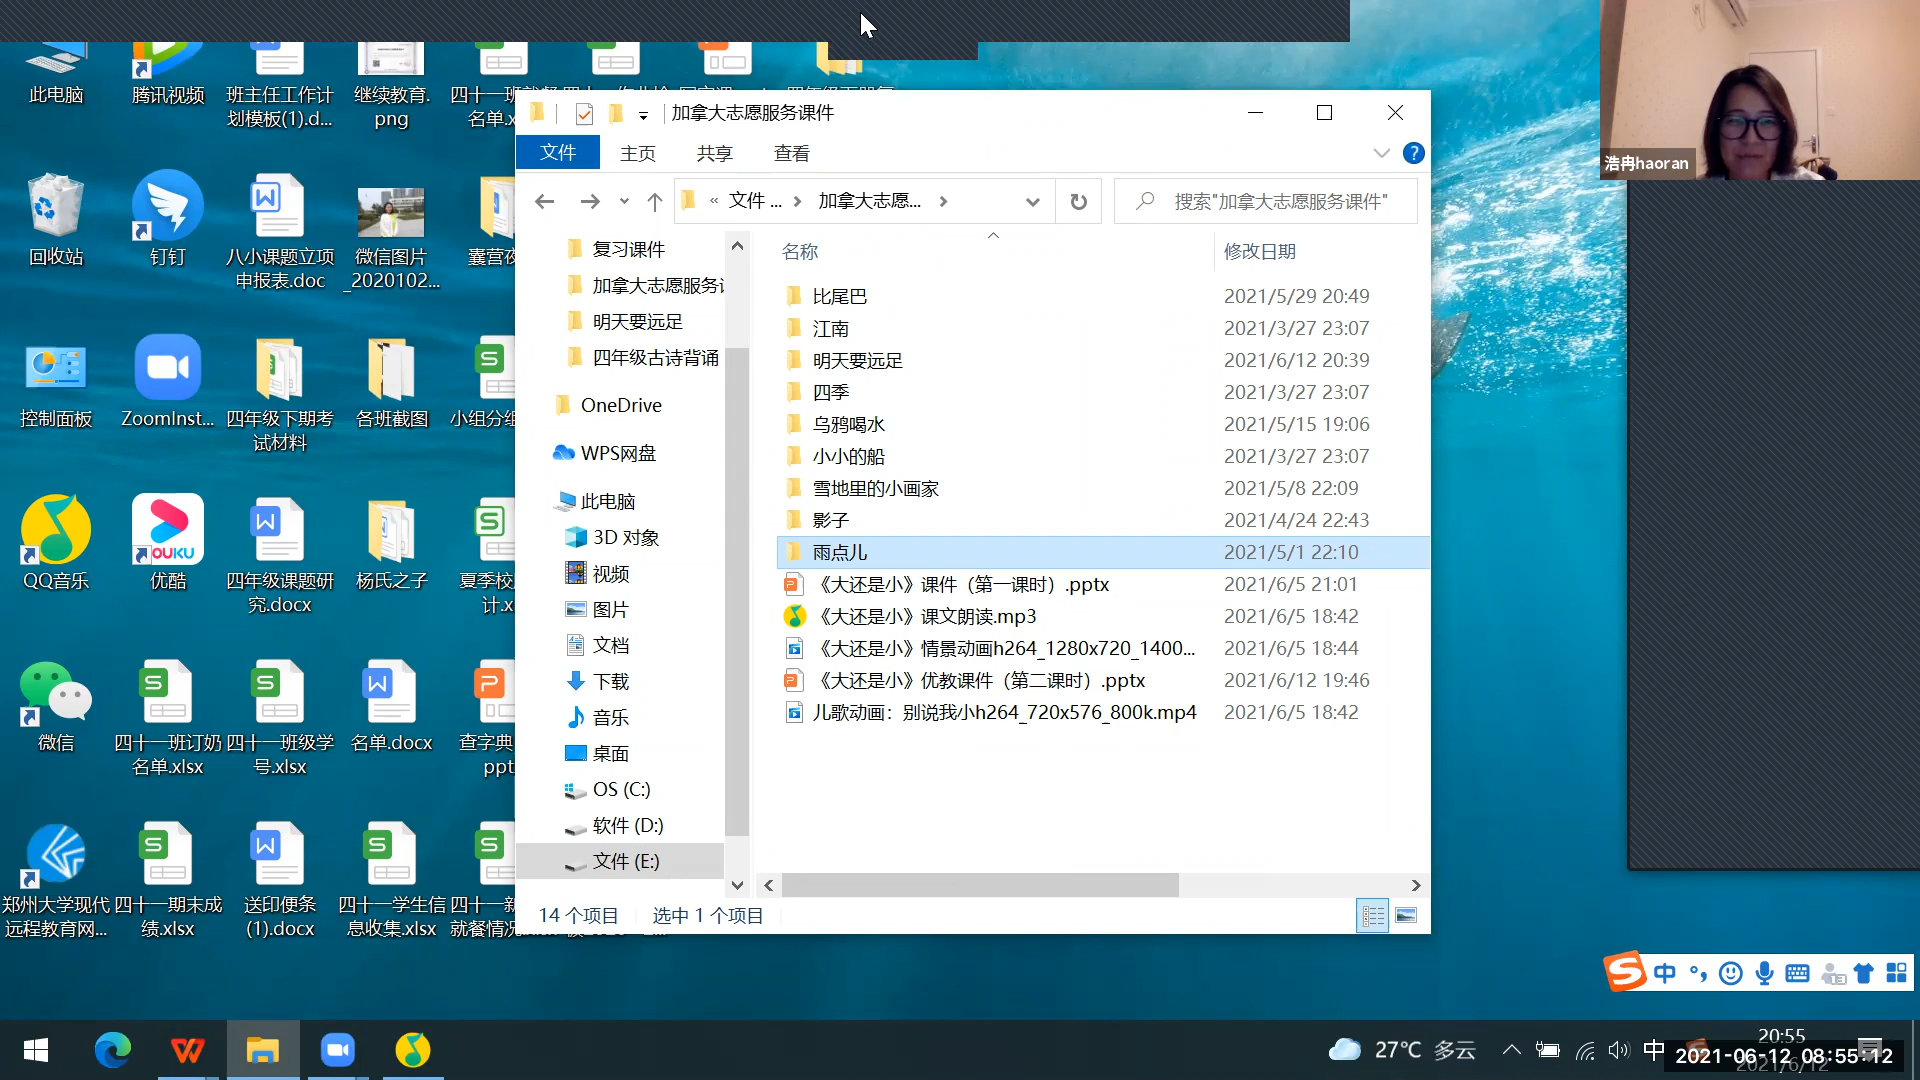 此电脑
腾讯视频
班主任工作计
划模板(1).d...
继续教育.
png
名单.x
回收站
钉钉
八小课题立项
申报表.doc
微信图片
_2020102...
控制面板
ZoomInst...
四年级下期考
试材料
各班截图
小组分组
QQ音乐
优酷
OUKU
四年级课题研
究.docx
杨氏之子
夏季校
计.x
微信
四十一班订奶
名单.xlsx
四十一班级学
号.xlsx
名单.docx
查字典
ppt
郑州大学现代
远程教育网...
四十一期末成
绩.xlsx
送印便条
(1).docx
四十一学生信
息收集.xlsx
四十一新
就餐情况
加拿大志愿服务课件
文件 主页 共享 查看
« 文件 ... › 加拿大志愿... ›
搜索"加拿大志愿服务课件"
复习课件
加拿大志愿服务
明天要远足
四年级古诗背诵
OneDrive
WPS网盘
此电脑
3D 对象
视频
图片
文档
下载
音乐
桌面
OS (C:)
软件 (D:)
文件 (E:)
名称 修改日期
比尾巴 2021/5/29 20:49
江南 2021/3/27 23:07
明天要远足 2021/6/12 20:39
四季 2021/3/27 23:07
乌鸦喝水 2021/5/15 19:06
小小的船 2021/3/27 23:07
雪地里的小画家 2021/5/8 22:09
影子 2021/4/24 22:43
雨点儿 2021/5/1 22:10
《大还是小》课件（第一课时）.pptx 2021/6/5 21:01
《大还是小》课文朗读.mp3 2021/6/5 18:42
《大还是小》情景动画h264_1280x720_1400... 2021/6/5 18:44
《大还是小》优教课件（第二课时）.pptx 2021/6/12 19:46
儿歌动画：别说我小h264_720x576_800k.mp4 2021/6/5 18:42
14 个项目 选中 1 个项目
浩冉haoran
中
27°C 多云
中
20:55
2021/6/12
2021-06-12 08:55:12